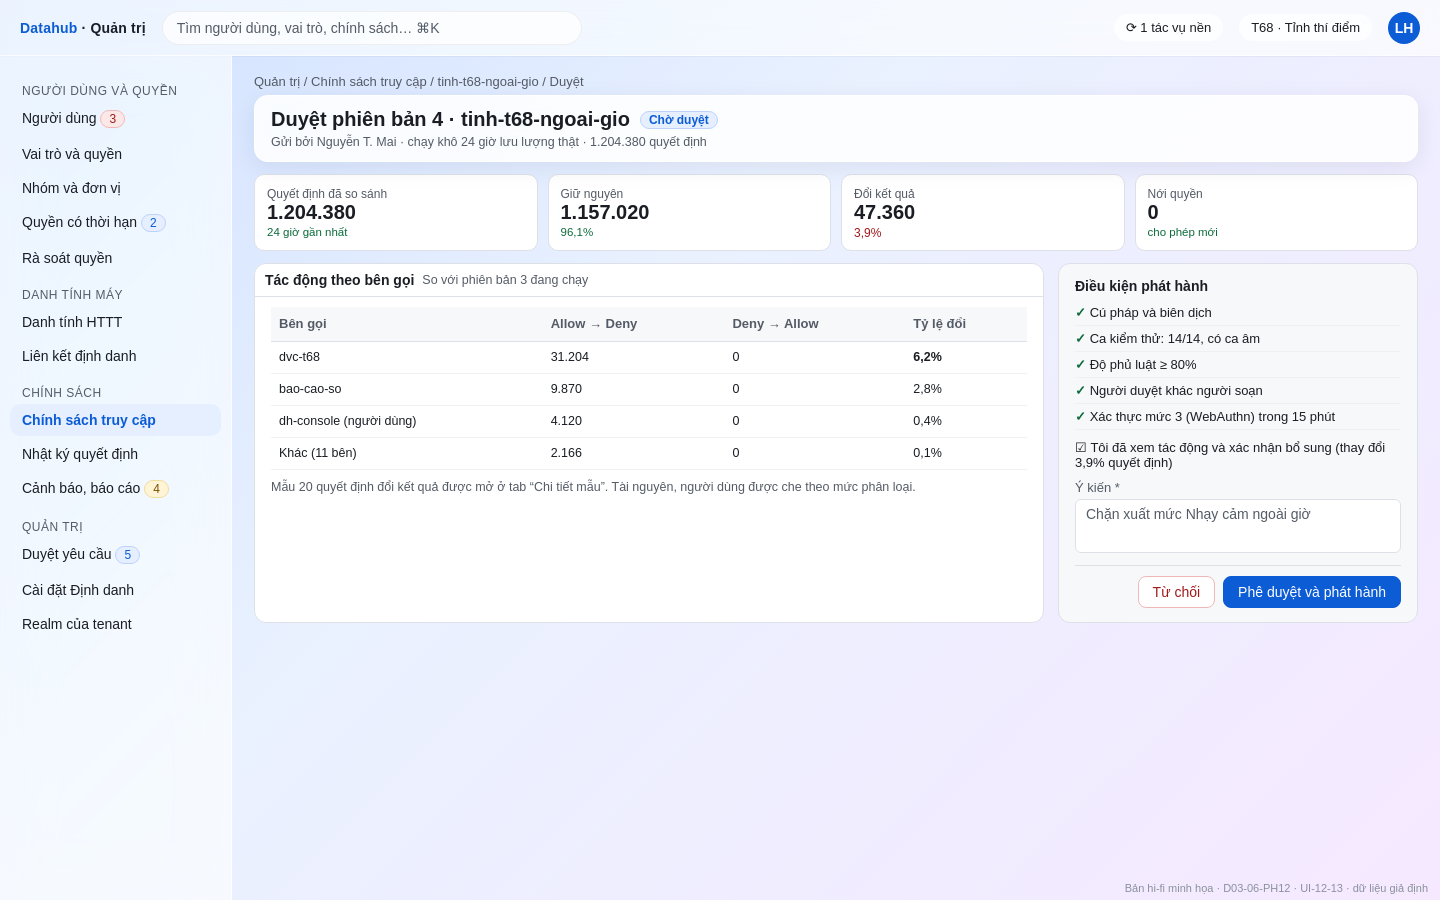 Datahub · Quản trị
Tìm người dùng, vai trò, chính sách… ⌘K
⟳ 1 tác vụ nền
T68 · Tỉnh thí điểm
LH
NGƯỜI DÙNG VÀ QUYỀN
Người dùng 3
Vai trò và quyền
Nhóm và đơn vị
Quyền có thời hạn 2
Rà soát quyền
DANH TÍNH MÁY
Danh tính HTTT
Liên kết định danh
CHÍNH SÁCH
Chính sách truy cập
Nhật ký quyết định
Cảnh báo, báo cáo 4
QUẢN TRỊ
Duyệt yêu cầu 5
Cài đặt Định danh
Realm của tenant
Quản trị / Chính sách truy cập / tinh-t68-ngoai-gio / Duyệt
Duyệt phiên bản 4 · tinh-t68-ngoai-gio Chờ duyệt
Gửi bởi Nguyễn T. Mai · chạy khô 24 giờ lưu lượng thật · 1.204.380 quyết định
Quyết định đã so sánh
1.204.380
24 giờ gần nhất
Giữ nguyên
1.157.020
96,1%
Đổi kết quả
47.360
3,9%
Nới quyền
0
cho phép mới
Tác động theo bên gọi So với phiên bản 3 đang chạy
Bên gọi Allow → Deny Deny → Allow Tỷ lệ đổi
dvc-t68 31.204 0 6,2%
bao-cao-so 9.870 0 2,8%
dh-console (người dùng) 4.120 0 0,4%
Khác (11 bên) 2.166 0 0,1%
Mẫu 20 quyết định đổi kết quả được mở ở tab “Chi tiết mẫu”. Tài nguyên, người dùng được che theo mức phân loại.
Điều kiện phát hành
✓ Cú pháp và biên dịch
✓ Ca kiểm thử: 14/14, có ca âm
✓ Độ phủ luật ≥ 80%
✓ Người duyệt khác người soạn
✓ Xác thực mức 3 (WebAuthn) trong 15 phút
☑ Tôi đã xem tác động và xác nhận bổ sung (thay đổi
3,9% quyết định)
Ý kiến *
Chặn xuất mức Nhạy cảm ngoài giờ
Từ chối
Phê duyệt và phát hành
Bản hi-fi minh họa · D03-06-PH12 · UI-12-13 · dữ liệu giả định